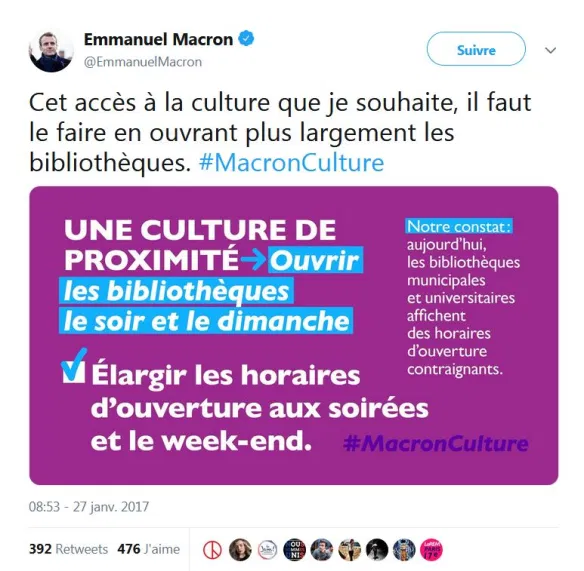 Emmanuel Macron
@EmmanuelMacron
Suivre
Cet accès à la culture que je souhaite, il faut
le faire en ouvrant plus largement les
bibliothèques. #MacronCulture
UNE CULTURE DE
PROXIMITÉ→Ouvrir
les bibliothèques
le soir et le dimanche
Élargir les horaires
d’ouverture aux soirées
et le week-end.
Notre constat :
aujourd’hui,
les bibliothèques
municipales
et universitaires
affichent
des horaires
d’ouverture
contraignants.
#MacronCulture
08:53 - 27 janv. 2017
392 Retweets 476 J'aime